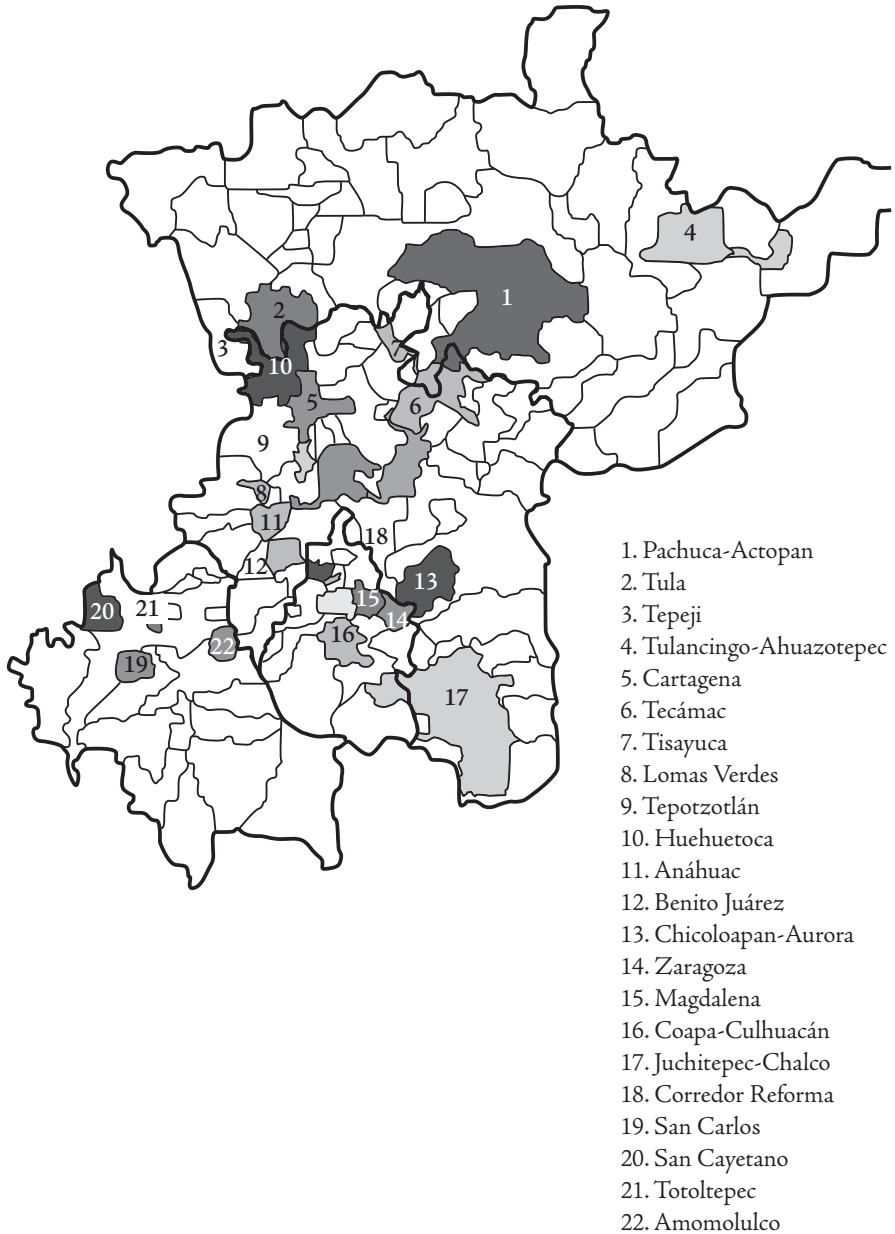 1
4
2
3
10
7
5
6
9
8
11
18
12
13
15
20
21
14
16
22
19
17
1. Pachuca-Actopan
2. Tula
3. Tepeji
4. Tulancingo-Ahuazotepec
5. Cartagena
6. Tecámac
7. Tisayuca
8. Lomas Verdes
9. Tepotzotlán
10. Huehuetoca
11. Anáhuac
12. Benito Juárez
13. Chicoloapan-Aurora
14. Zaragoza
15. Magdalena
16. Coapa-Culhuacán
17. Juchitepec-Chalco
18. Corredor Reforma
19. San Carlos
20. San Cayetano
21. Totoltepec
22. Amomolulco